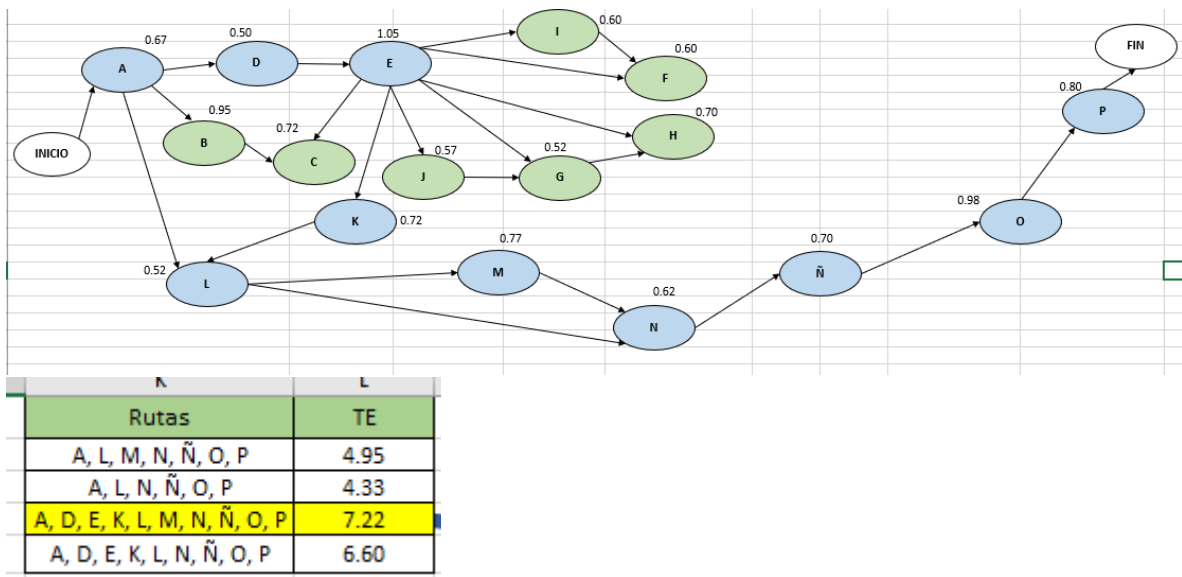 0.67
0.50
1.05
0.60
I
0.60
FIN
A
D
E
F
0.80
P
0.95
0.72
0.70
B
H
INICIO
C
0.57
0.52
J
G
0.98
K
0.72
O
0.77
0.70
0.52
L
M
Ñ
0.62
N
K L
Rutas TE
A, L, M, N, Ñ, O, P 4.95
A, L, N, Ñ, O, P 4.33
A, D, E, K, L, M, N, Ñ, O, P 7.22
A, D, E, K, L, N, Ñ, O, P 6.60